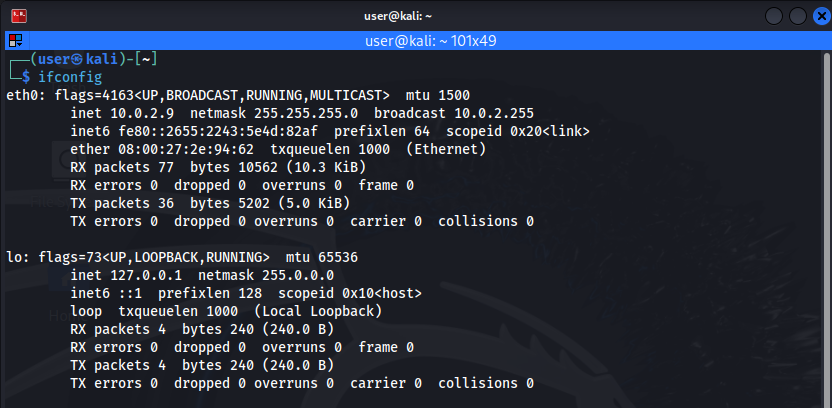 user@kali: ~
user@kali: ~ 101x49
┌──(user㉿kali)-[~]
└─$ ifconfig
eth0: flags=4163<UP,BROADCAST,RUNNING,MULTICAST>  mtu 1500
        inet 10.0.2.9  netmask 255.255.255.0  broadcast 10.0.2.255
        inet6 fe80::2655:2243:5e4d:82af  prefixlen 64  scopeid 0x20<link>
        ether 08:00:27:2e:94:62  txqueuelen 1000  (Ethernet)
        RX packets 77  bytes 10562 (10.3 KiB)
        RX errors 0  dropped 0  overruns 0  frame 0
        TX packets 36  bytes 5202 (5.0 KiB)
        TX errors 0  dropped 0 overruns 0  carrier 0  collisions 0

lo: flags=73<UP,LOOPBACK,RUNNING>  mtu 65536
        inet 127.0.0.1  netmask 255.0.0.0
        inet6 ::1  prefixlen 128  scopeid 0x10<host>
        loop  txqueuelen 1000  (Local Loopback)
        RX packets 4  bytes 240 (240.0 B)
        RX errors 0  dropped 0  overruns 0  frame 0
        TX packets 4  bytes 240 (240.0 B)
        TX errors 0  dropped 0 overruns 0  carrier 0  collisions 0